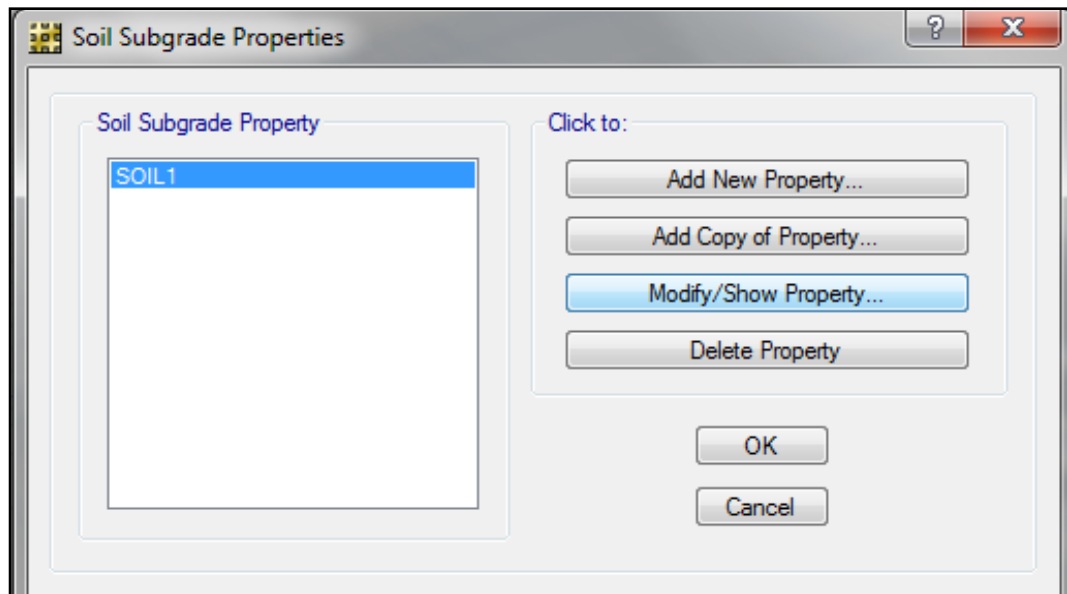 Soil Subgrade Properties
Soil Subgrade Property
SOIL1
Click to:
Add New Property...
Add Copy of Property...
Modify/Show Property...
Delete Property
OK
Cancel